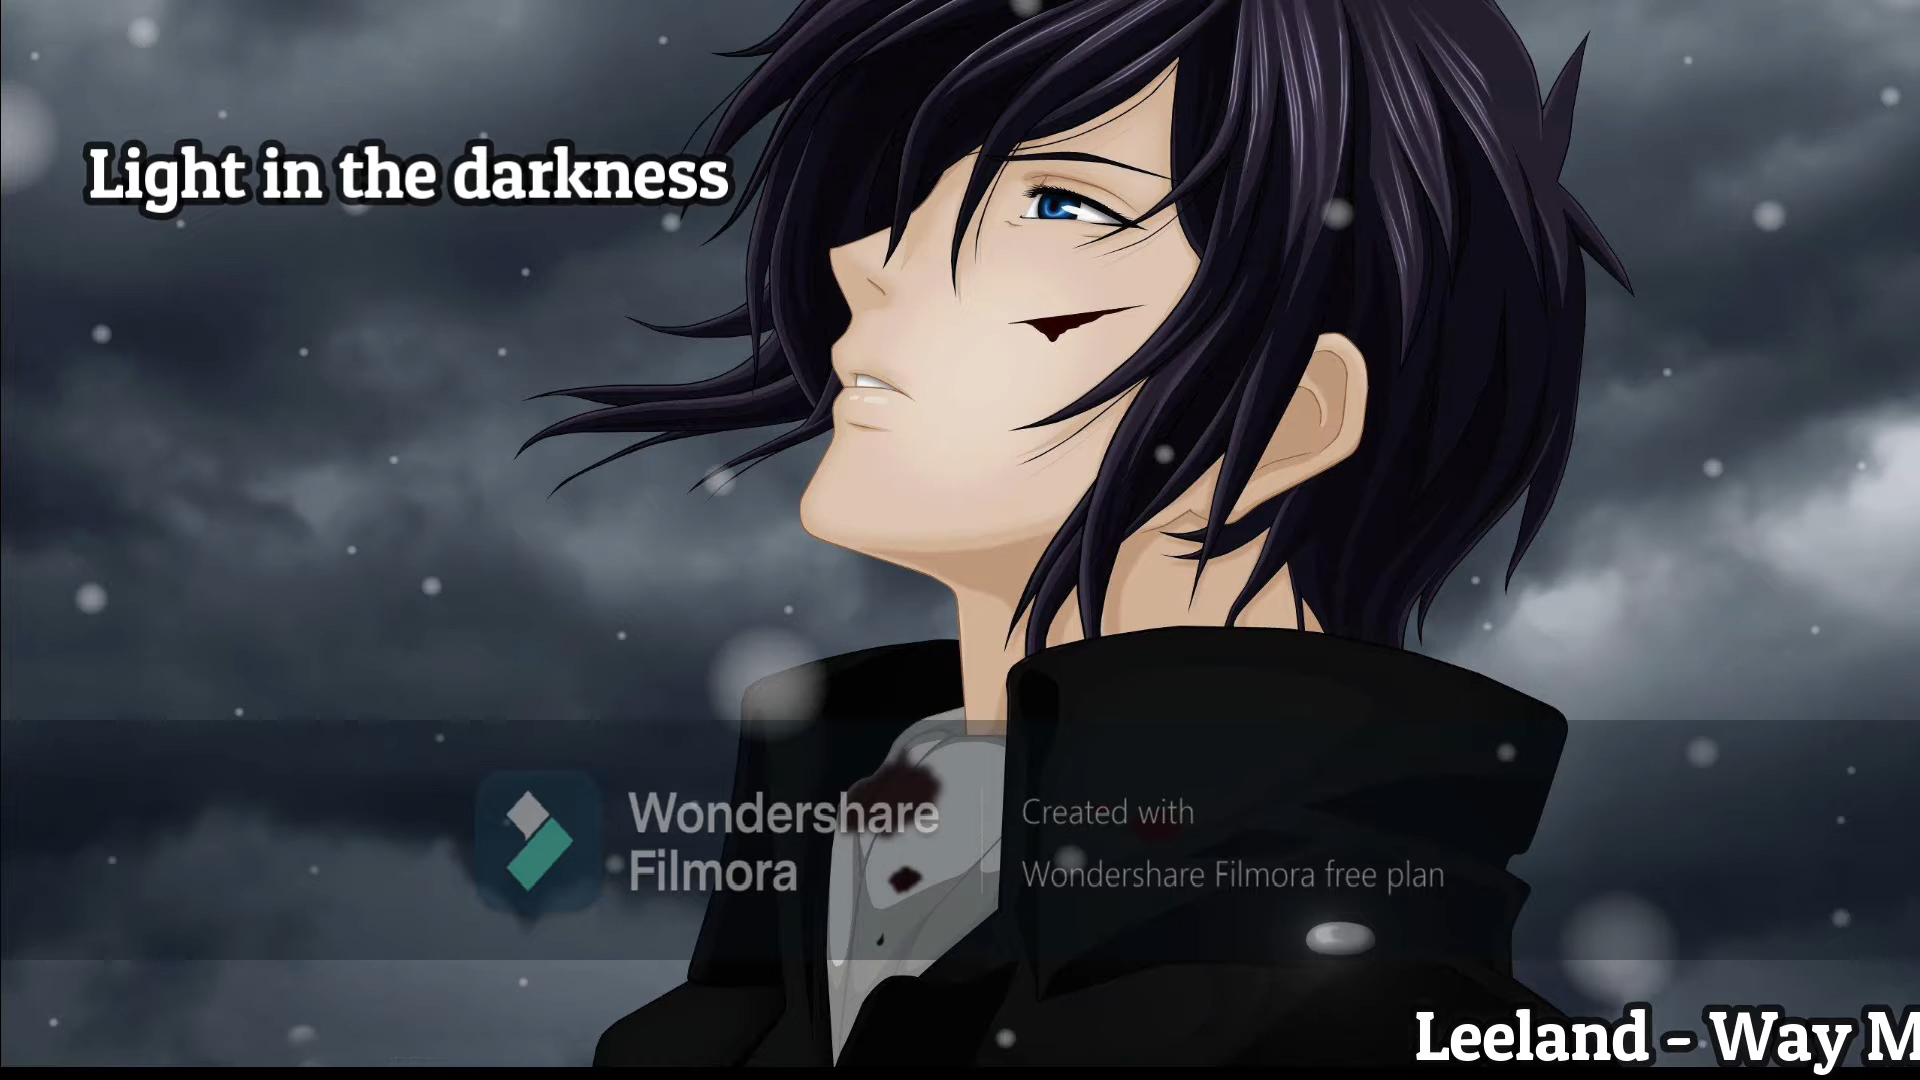 Light in the darkness
Wondershare
Filmora
Created with
Wondershare Filmora free plan
Leeland - Way M